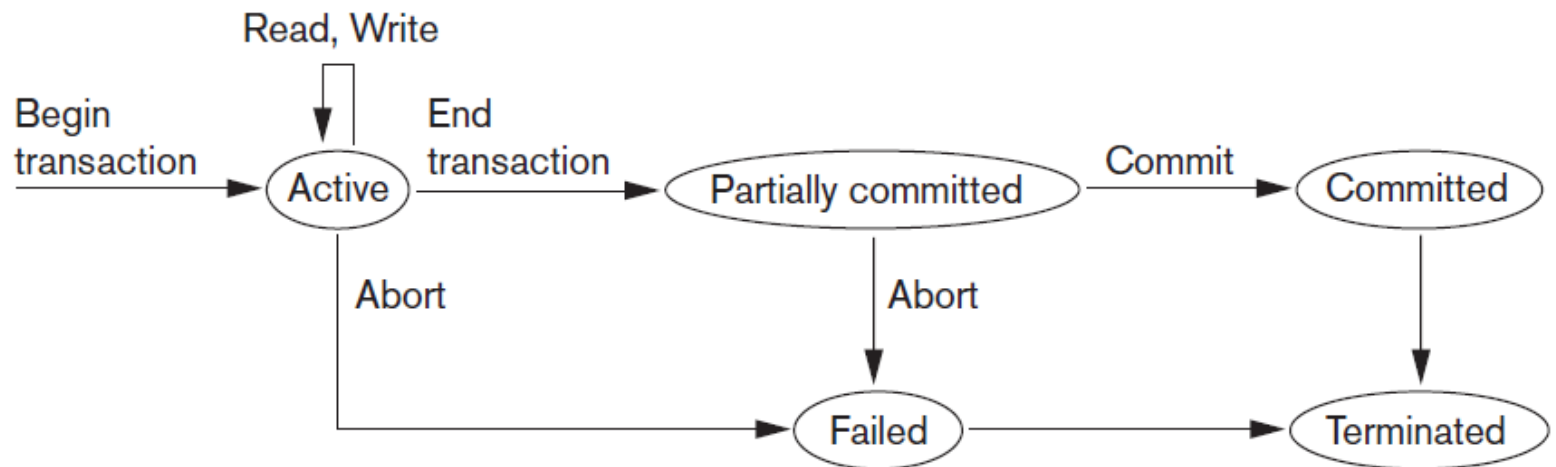 Read, Write
Begin
transaction
End
transaction
Active
Partially committed
Commit
Committed
Abort
Abort
Failed
Terminated